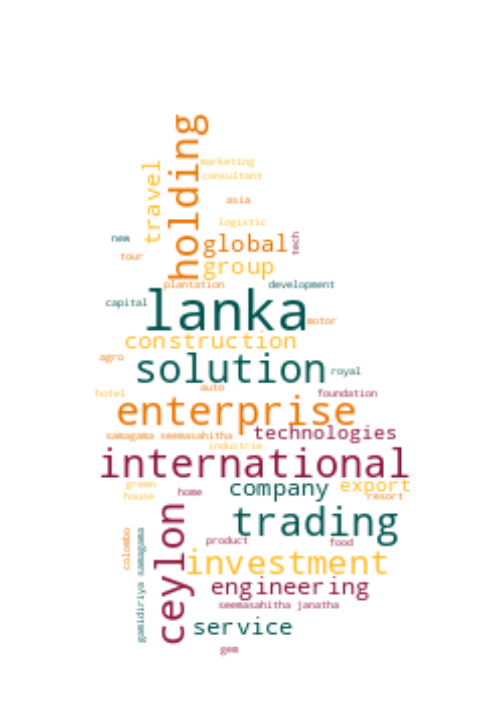 holding
travel
marketing
consultant
asia
logistic
new
global
tech
tour
group
plantation
development
capital
lanka
motor
construction
agro
solution
royal
auto
hotel
foundation
enterprise
samagama seemasahitha
technologies
industrie
international
green
company
export
house
home
resort
ceylon
trading
colombo
gamidiriya samagama
product
food
investment
engineering
seemasahitha janatha
service
gem